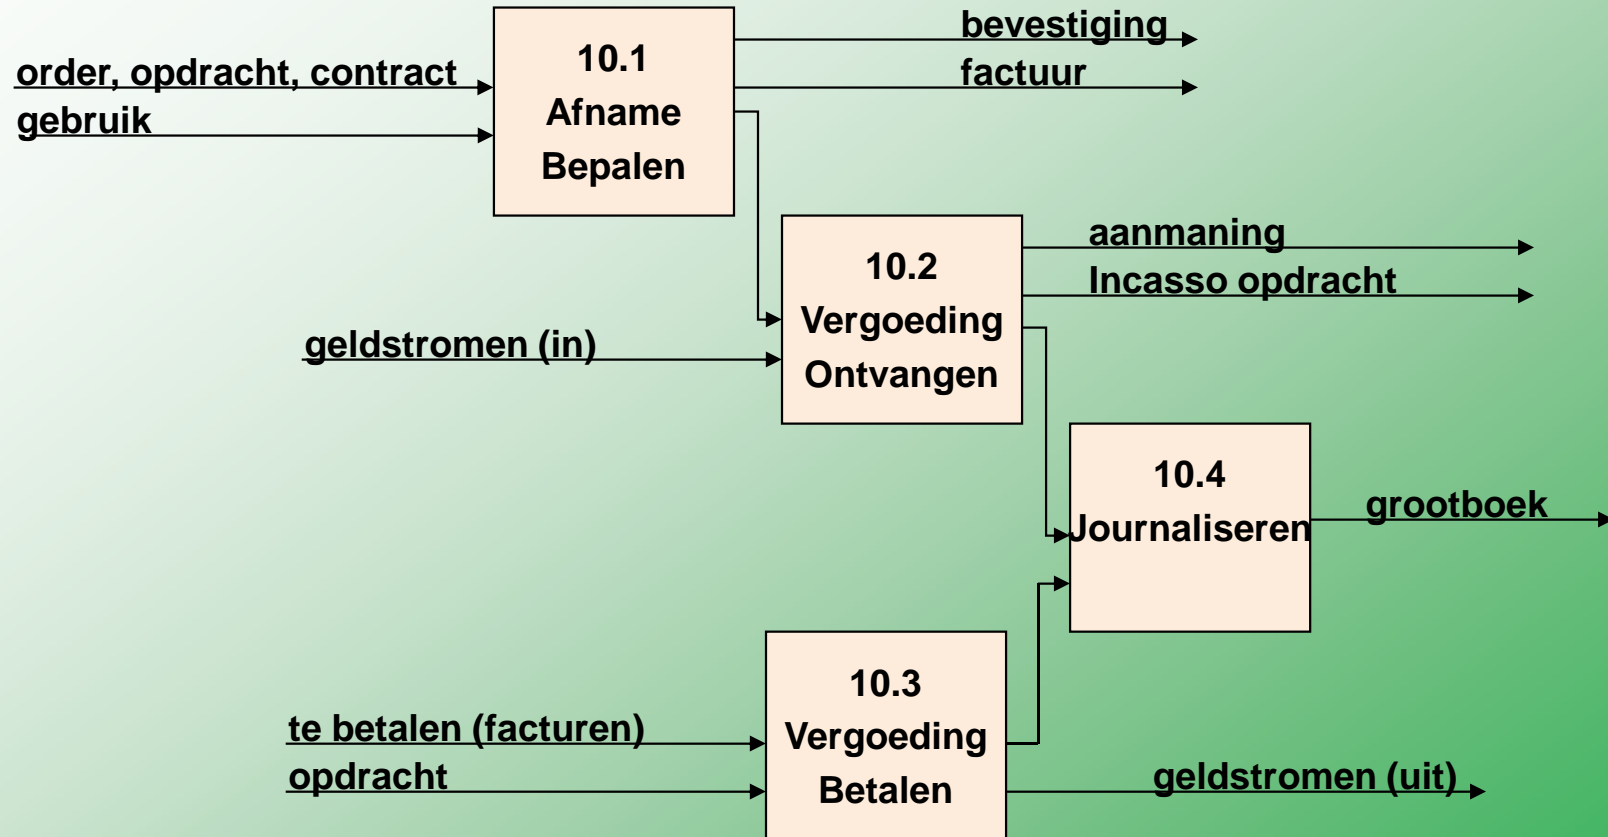 bevestiging
10.1
order, opdracht, contract
factuur
Afname
gebruik
Bepalen
aanmaning
10.2
Incasso opdracht
Vergoeding
geldstromen (in)
Ontvangen
10.4
grootboek
Journaliseren
10.3
te betalen (facturen)
Vergoeding
opdracht
Betalen
geldstromen (uit)